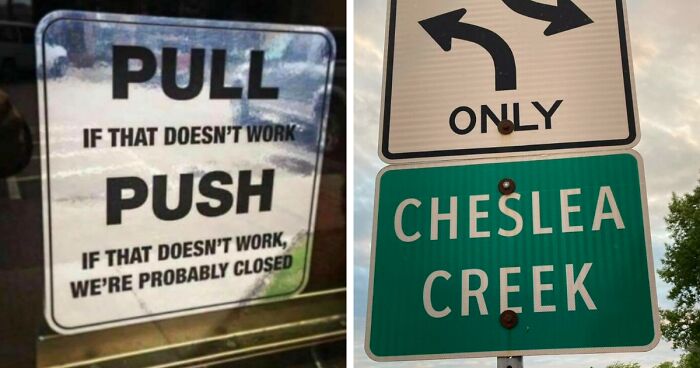 PULL
IF THAT DOESN'T WORK
PUSH
IF THAT DOESN'T WORK,
WE'RE PROBABLY CLOSED
ONLY
CHESLEA
CREEK